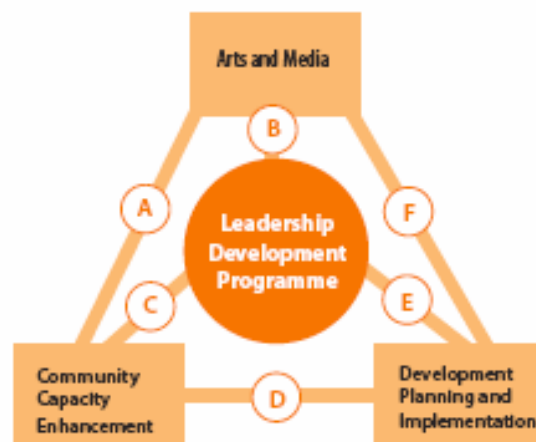 Arts and Media
B
A
F
Leadership
Development
Programme
C
E
Community
Capacity
Enhancement
D
Development
Planning and
Implementation